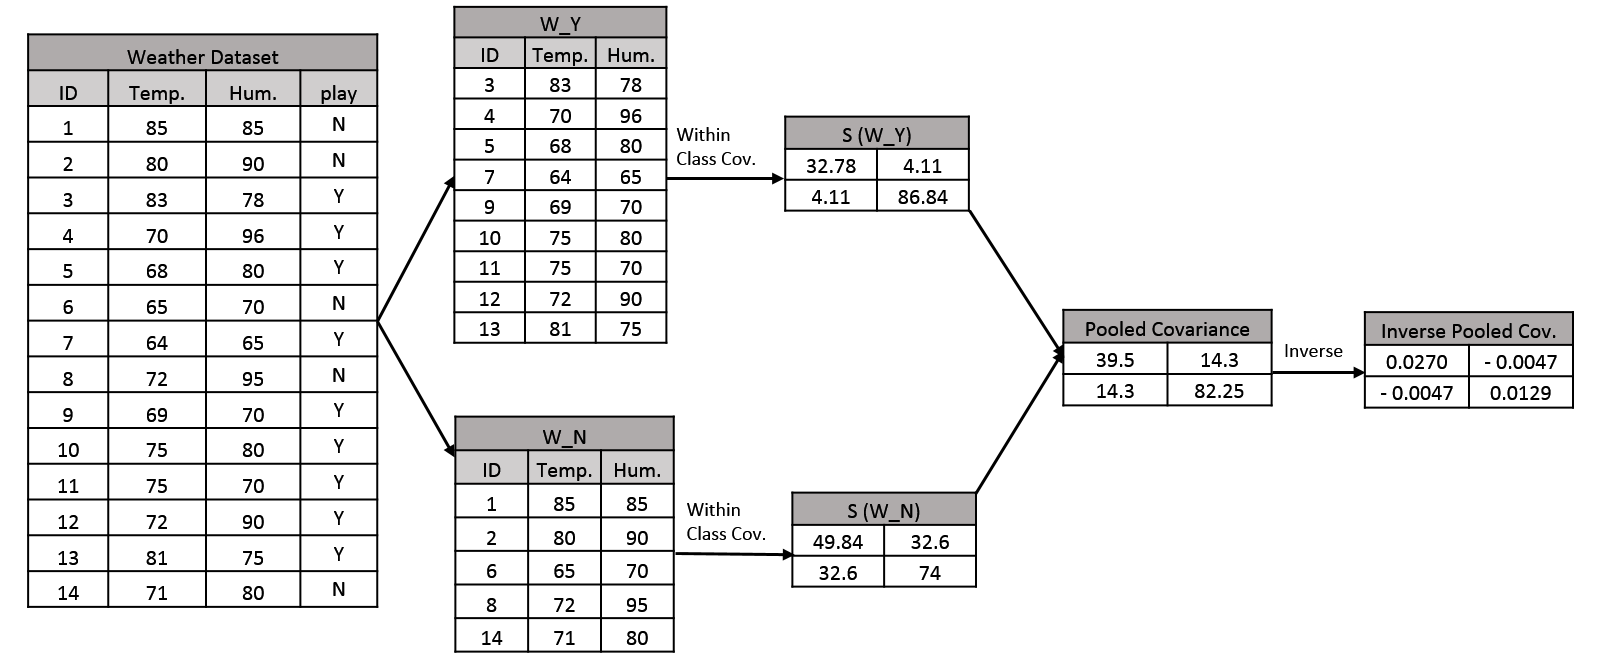 Weather Dataset
ID Temp. Hum. play
1 85 85 N
2 80 90 N
3 83 78 Y
4 70 96 Y
5 68 80 Y
6 65 70 N
7 64 65 Y
8 72 95 N
9 69 70 Y
10 75 80 Y
11 75 70 Y
12 72 90 Y
13 81 75 Y
14 71 80 N
W_Y
ID Temp. Hum.
3 83 78
4 70 96
5 68 80
7 64 65
9 69 70
10 75 80
11 75 70
12 72 90
13 81 75
W_N
ID Temp. Hum.
1 85 85
2 80 90
6 65 70
8 72 95
14 71 80
Within
Class Cov.
S (W_Y)
32.78 4.11
4.11 86.84
Within
Class Cov.
S (W_N)
49.84 32.6
32.6 74
Pooled Covariance
39.5 14.3
14.3 82.25
Inverse
Inverse Pooled Cov.
0.0270 - 0.0047
- 0.0047 0.0129